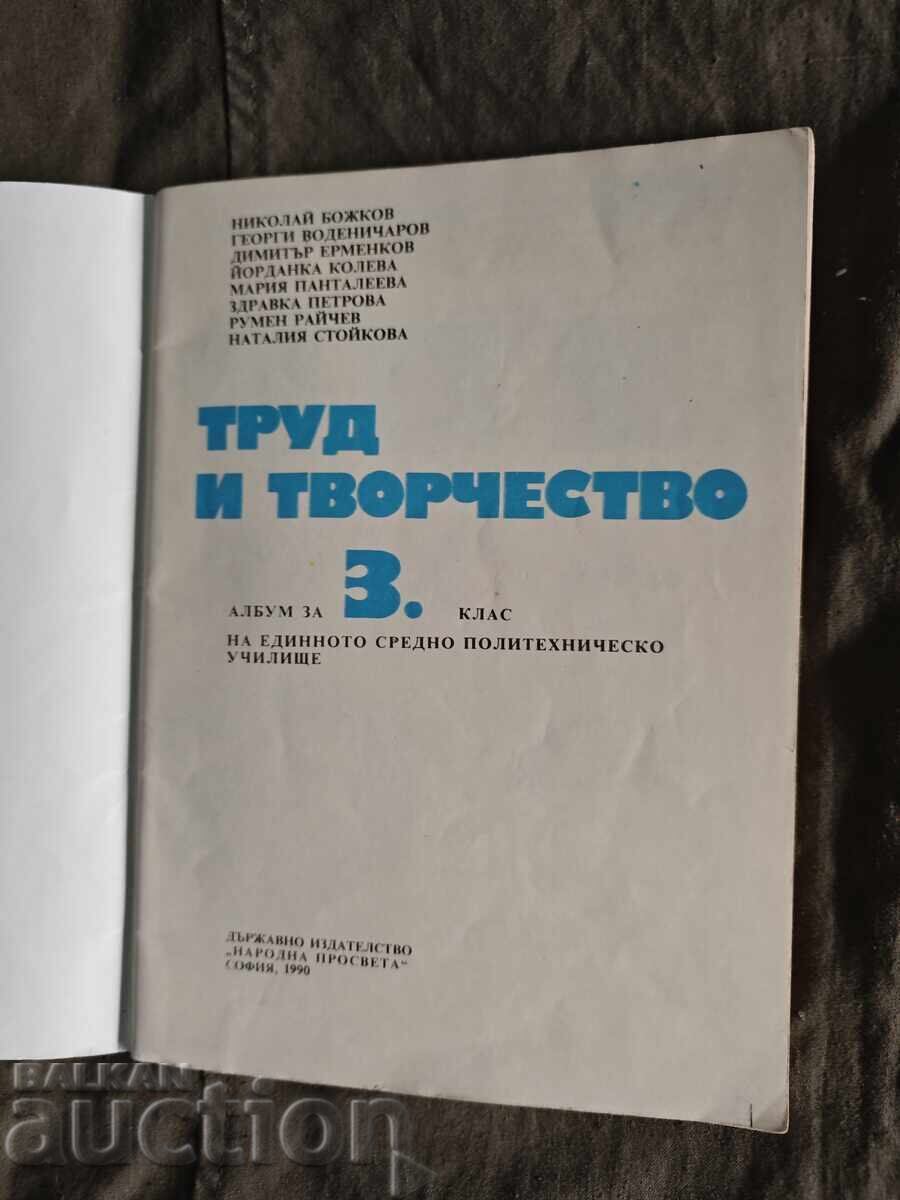 НИКОЛАЙ БОЖКОВ
ГЕОРГИ ВОДЕНИЧАРОВ
ДИМИТЪР ЕРМЕНКОВ
ЙОРДАНКА КОЛЕВА
МАРИЯ ПАНТАЛЕЕВА
ЗДРАВКА ПЕТРОВА
РУМЕН РАЙЧЕВ
НАТАЛИЯ СТОЙКОВА
ТРУД
И ТВОРЧЕСТВО
АЛБУМ ЗА 3. КЛАС
НА ЕДИННОТО СРЕДНО ПОЛИТЕХНИЧЕСКО
УЧИЛИЩЕ
ДЪРЖАВНО ИЗДАТЕЛСТВО
„НАРОДНА ПРОСВЕТА“
СОФИЯ, 1990
BALKAN
auction